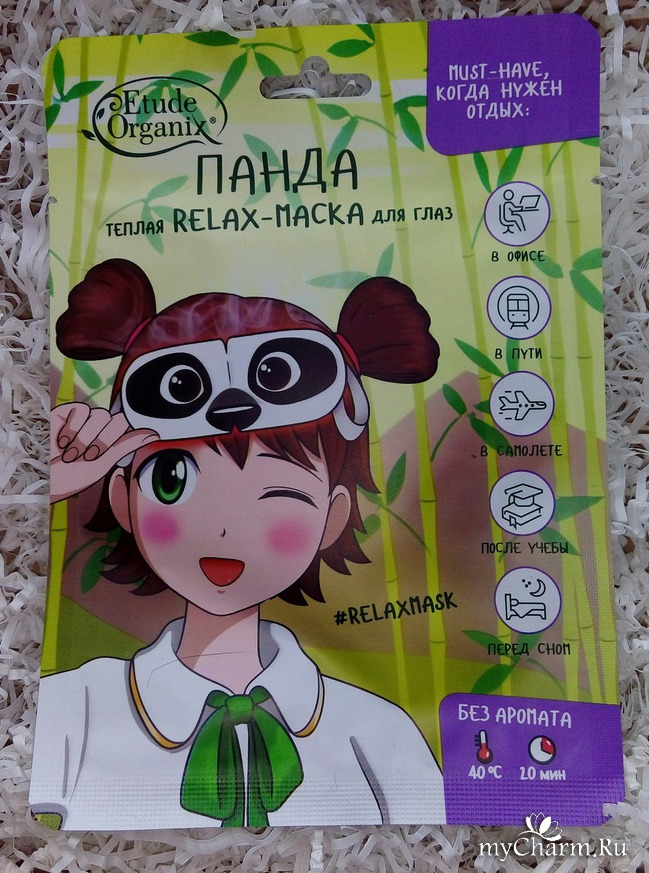 Etude
Organix®
MUST-HAVE,
КОГДА НУЖЕН
ОТДЫХ:
ПАНДА
ТЕПЛАЯ RELAX-МАСКА ДЛЯ ГЛАЗ
В ОФИСЕ
В ПУТИ
В САМОЛЕТЕ
ПОСЛЕ УЧЕБЫ
#RELAXMASK
ПЕРЕД СНОМ
БЕЗ АРОМАТА
40 °C 20 МИН
myCharm.Ru